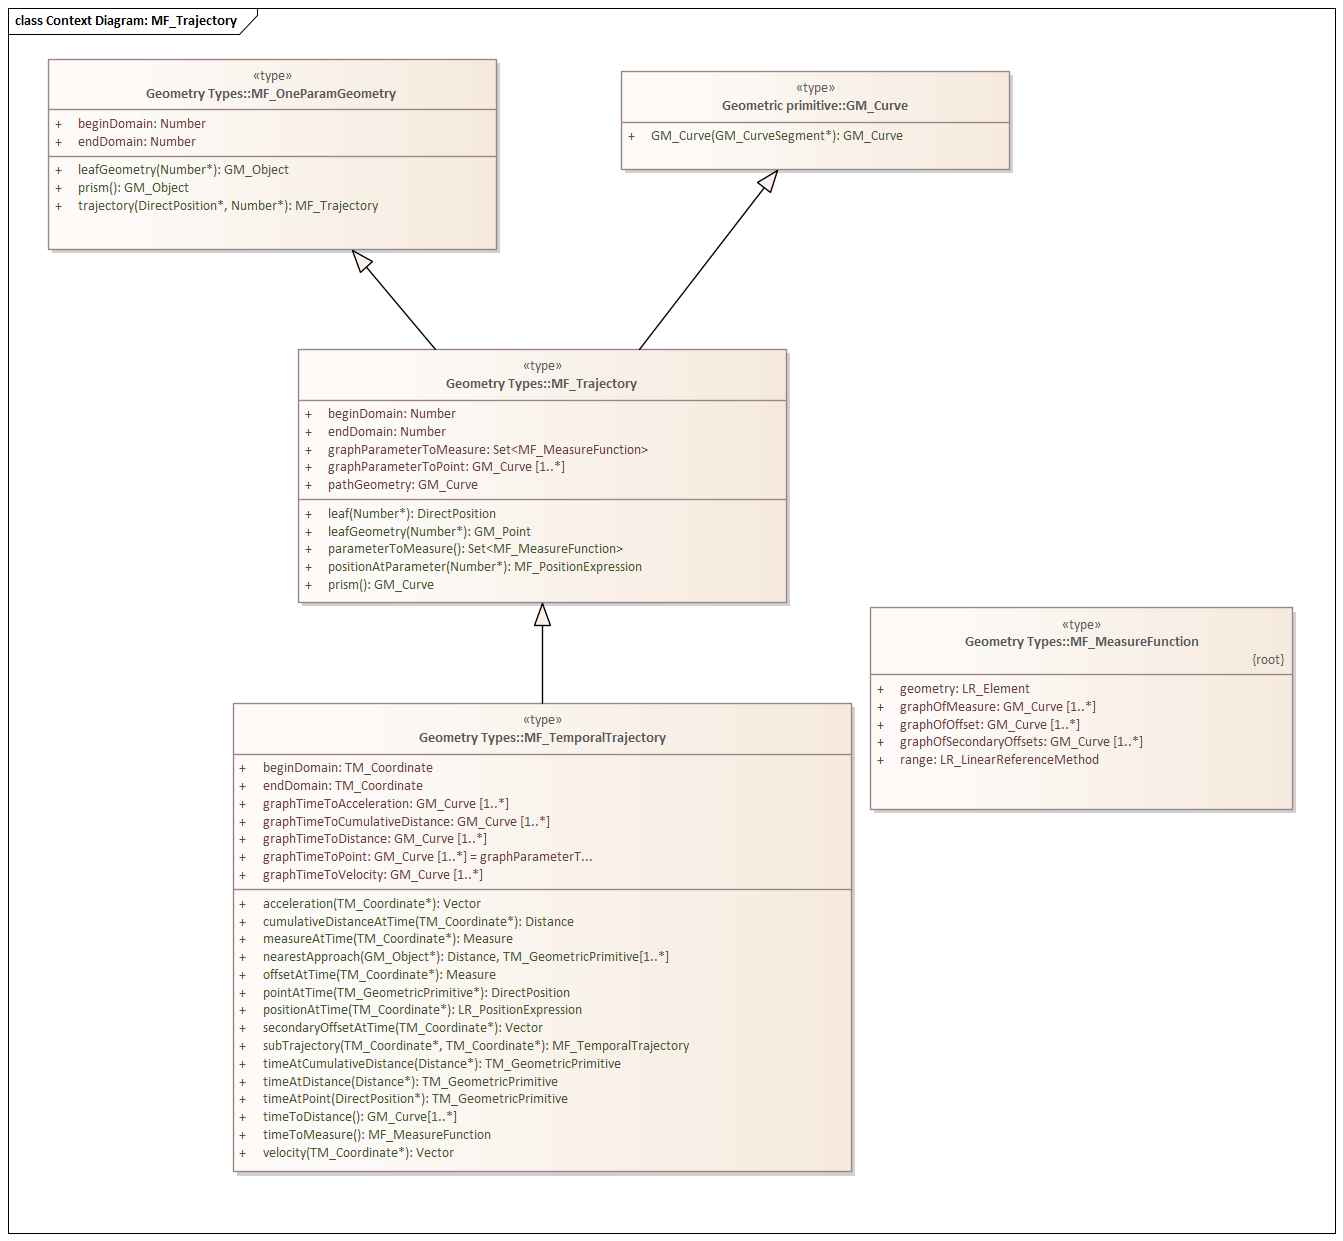 class Context Diagram: MF_Trajectory
«type»
Geometry Types::MF_OneParamGeometry
+ beginDomain: Number
+ endDomain: Number
+ leafGeometry(Number*): GM_Object
+ prism(): GM_Object
+ trajectory(DirectPosition*, Number*): MF_Trajectory
«type»
Geometric primitive::GM_Curve
+ GM_Curve(GM_CurveSegment*): GM_Curve
«type»
Geometry Types::MF_Trajectory
+ beginDomain: Number
+ endDomain: Number
+ graphParameterToMeasure: Set<MF_MeasureFunction>
+ graphParameterToPoint: GM_Curve [1..*]
+ pathGeometry: GM_Curve
+ leaf(Number*): DirectPosition
+ leafGeometry(Number*): GM_Point
+ parameterToMeasure(): Set<MF_MeasureFunction>
+ positionAtParameter(Number*): MF_PositionExpression
+ prism(): GM_Curve
«type»
Geometry Types::MF_MeasureFunction
{root}
+ geometry: LR_Element
+ graphOfMeasure: GM_Curve [1..*]
+ graphOfOffset: GM_Curve [1..*]
+ graphOfSecondaryOffsets: GM_Curve [1..*]
+ range: LR_LinearReferenceMethod
«type»
Geometry Types::MF_TemporalTrajectory
+ beginDomain: TM_Coordinate
+ endDomain: TM_Coordinate
+ graphTimeToAcceleration: GM_Curve [1..*]
+ graphTimeToCumulativeDistance: GM_Curve [1..*]
+ graphTimeToDistance: GM_Curve [1..*]
+ graphTimeToPoint: GM_Curve [1..*] = graphParameterT...
+ graphTimeToVelocity: GM_Curve [1..*]
+ acceleration(TM_Coordinate*): Vector
+ cumulativeDistanceAtTime(TM_Coordinate*): Distance
+ measureAtTime(TM_Coordinate*): Measure
+ nearestApproach(GM_Object*): Distance, TM_GeometricPrimitive[1..*]
+ offsetAtTime(TM_Coordinate*): Measure
+ pointAtTime(TM_GeometricPrimitive*): DirectPosition
+ positionAtTime(TM_Coordinate*): LR_PositionExpression
+ secondaryOffsetAtTime(TM_Coordinate*): Vector
+ subTrajectory(TM_Coordinate*, TM_Coordinate*): MF_TemporalTrajectory
+ timeAtCumulativeDistance(Distance*): TM_GeometricPrimitive
+ timeAtDistance(Distance*): TM_GeometricPrimitive
+ timeAtPoint(DirectPosition*): TM_GeometricPrimitive
+ timeToDistance(): GM_Curve[1..*]
+ timeToMeasure(): MF_MeasureFunction
+ velocity(TM_Coordinate*): Vector